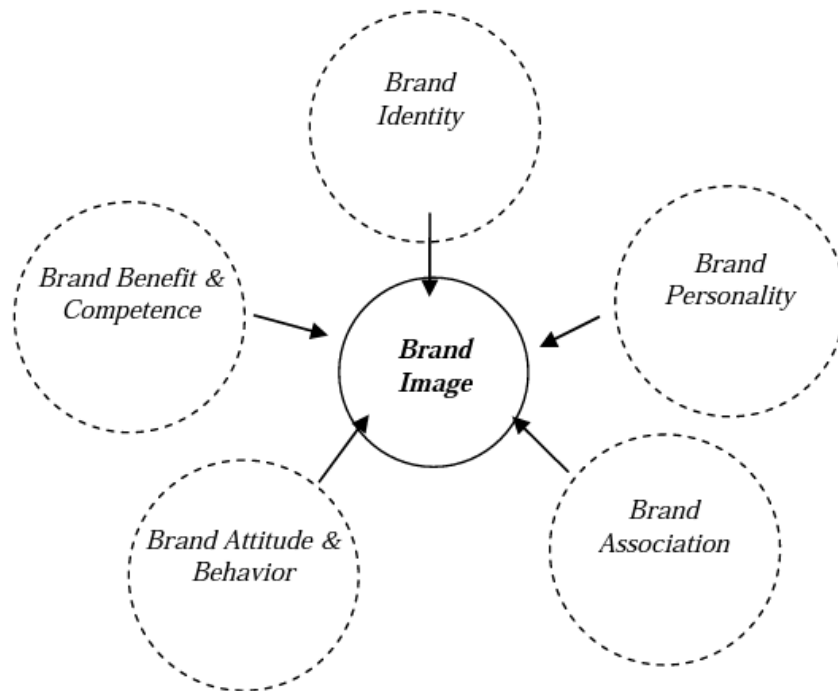 Brand
Identity
Brand Benefit &
Competence
Brand
Personality
Brand
Image
Brand Attitude &
Behavior
Brand
Association